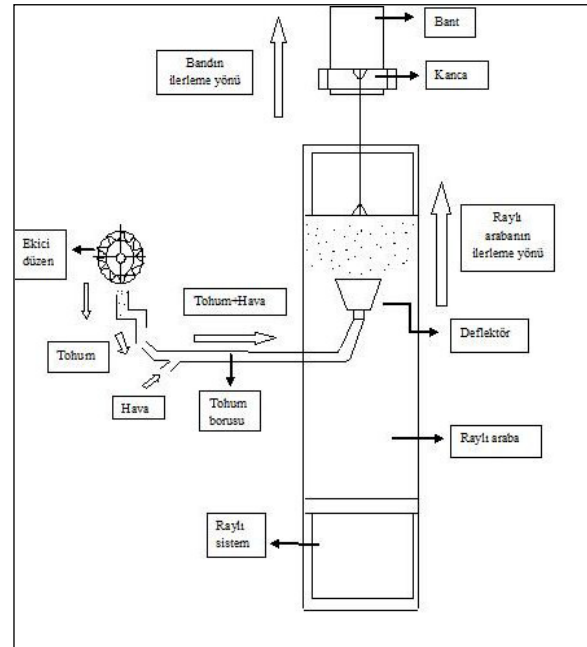 Bant
Bandın
ilerleme yönü
Kanca
Ekici
düzen
Raylı
arabanın
ilerleme yönü
Tohum+Hava
Tohum
Deflektör
Hava
Tohum
borusu
Raylı araba
Raylı
sistem